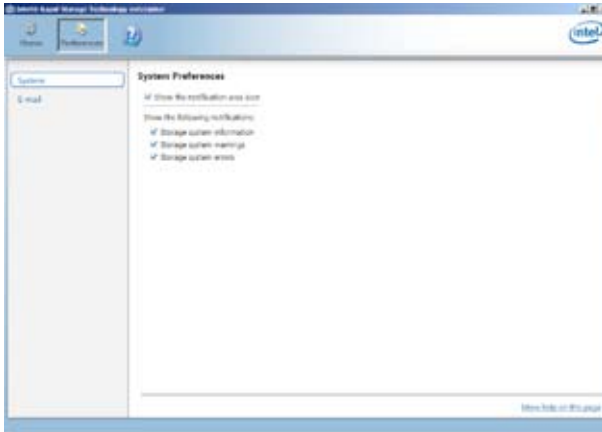 Intel® Rapid Storage Technology enterprise
Home
Preferences
intel
System
E-mail
System Preferences
Show the notification area icon
Show the following notifications:
Storage system information
Storage system warnings
Storage system errors
More help on this page